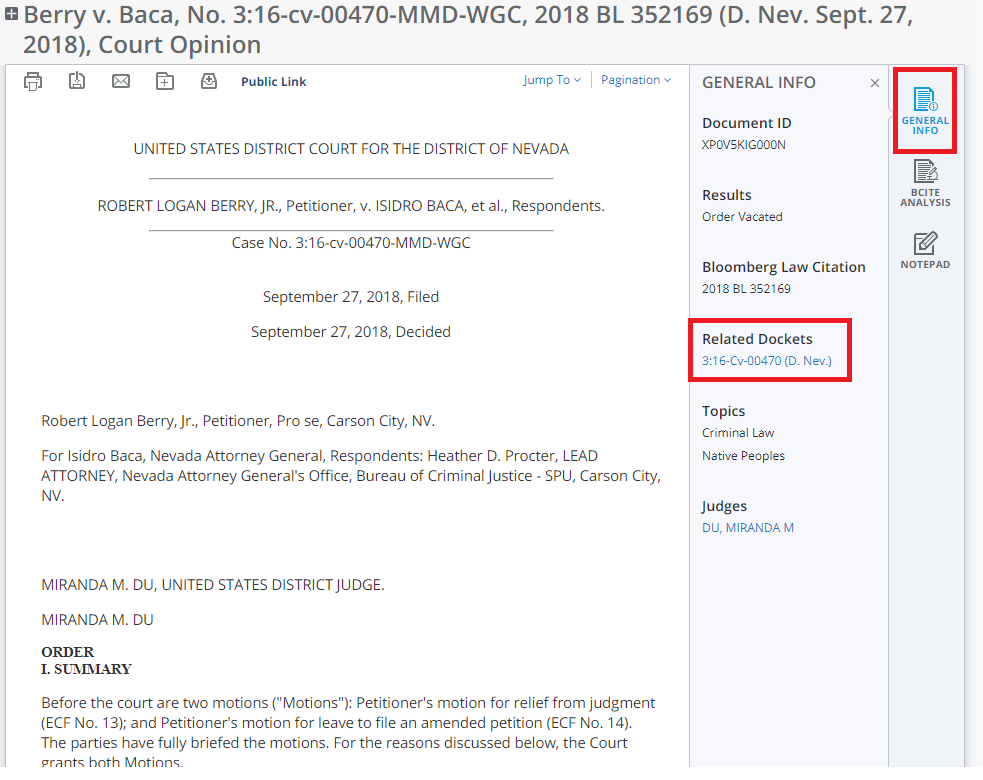 Berry v. Baca, No. 3:16-cv-00470-MMD-WGC, 2018 BL 352169 (D. Nev. Sept. 27,
2018), Court Opinion
Public Link
Jump To
Pagination
UNITED STATES DISTRICT COURT FOR THE DISTRICT OF NEVADA
ROBERT LOGAN BERRY, JR., Petitioner, v. ISIDRO BACA, et al., Respondents.
Case No. 3:16-cv-00470-MMD-WGC
September 27, 2018, Filed
September 27, 2018, Decided
Robert Logan Berry, Jr., Petitioner, Pro se, Carson City, NV.
For Isidro Baca, Nevada Attorney General, Respondents: Heather D. Procter, LEAD
ATTORNEY, Nevada Attorney General's Office, Bureau of Criminal Justice - SPU, Carson City,
NV.
MIRANDA M. DU, UNITED STATES DISTRICT JUDGE.
MIRANDA M. DU
ORDER
I. SUMMARY
Before the court are two motions ("Motions"): Petitioner's motion for relief from judgment
(ECF No. 13); and Petitioner's motion for leave to file an amended petition (ECF No. 14).
The parties have fully briefed the motions. For the reasons discussed below, the Court
grants both Motions.
GENERAL INFO
Document ID
XP0V5KIG000N
Results
Order Vacated
Bloomberg Law Citation
2018 BL 352169
Related Dockets
3:16-Cv-00470 (D. Nev.)
Topics
Criminal Law
Native Peoples
Judges
DU, MIRANDA M
GENERAL
INFO
BCITE
ANALYSIS
NOTEPAD